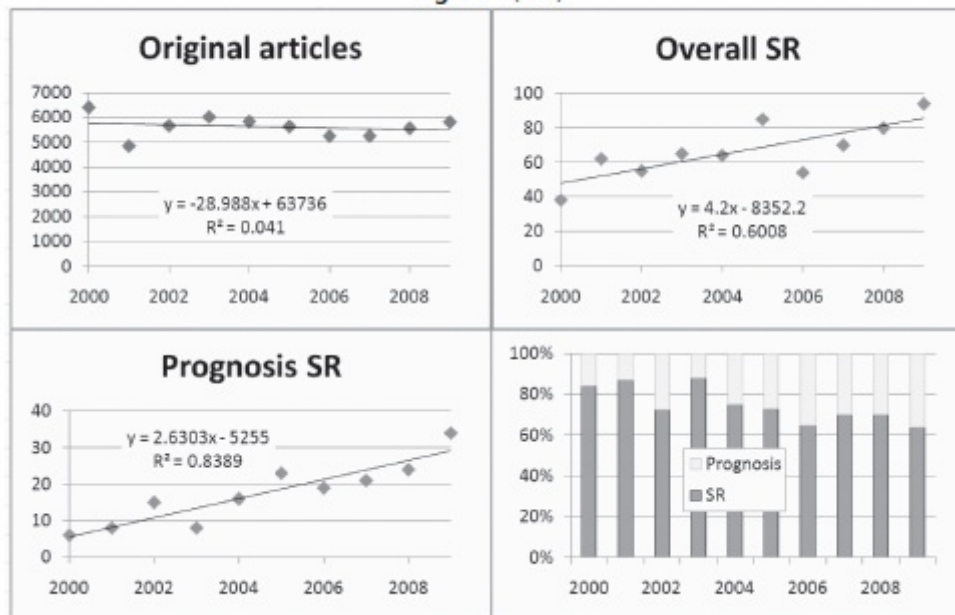 Original articles
7000
6000
5000
4000
3000
2000
1000
0
y = -28.988x + 63736
R² = 0.041
2000 2002 2004 2006 2008
Overall SR
100
80
60
40
20
0
y = 4.2x - 8352.2
R² = 0.6008
2000 2002 2004 2006 2008
Prognosis SR
40
30
20
10
0
y = 2.6303x - 5255
R² = 0.8389
2000 2002 2004 2006 2008
100%
80%
60%
40%
20%
0%
Prognosis
SR
2000 2002 2004 2006 2008